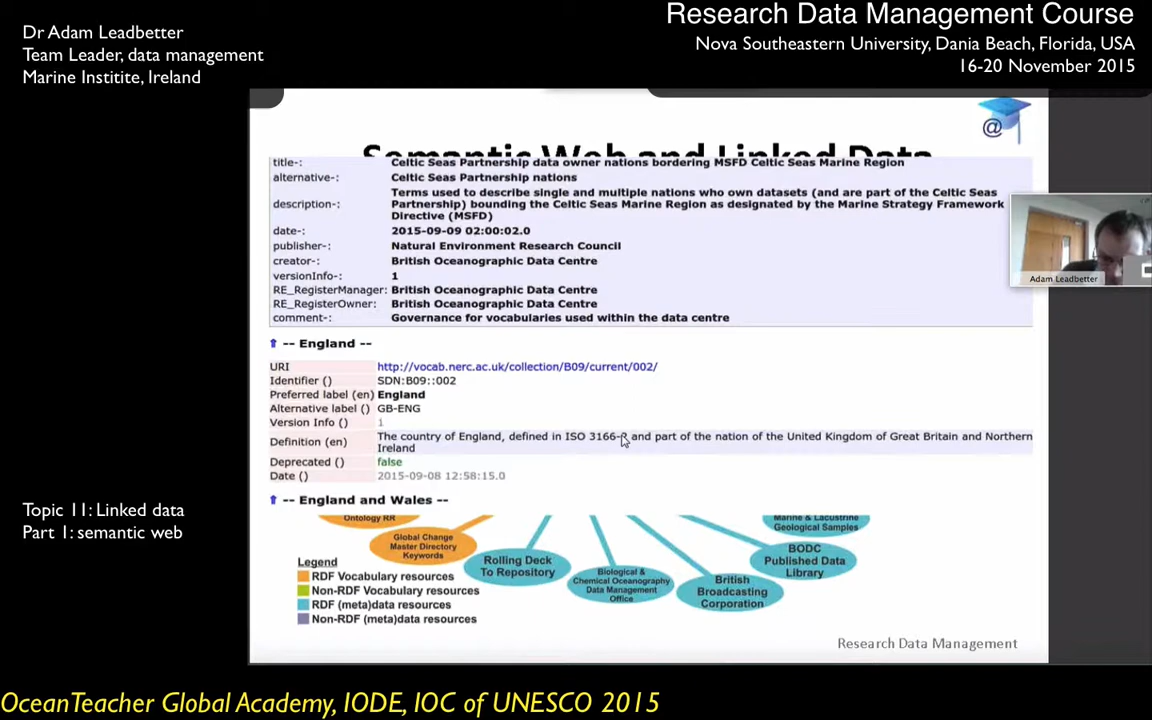 Dr Adam Leadbetter
Team Leader, data management
Marine Institite, Ireland
Research Data Management Course
Nova Southeastern University, Dania Beach, Florida, USA
16-20 November 2015
@
Semantic Web and Linked Data
title-: Celtic Seas Partnership data owner nations bordering MSFD Celtic Seas Marine Region
alternative-: Celtic Seas Partnership nations
description-: Terms used to describe single and multiple nations who own datasets (and are part of the Celtic Seas
Partnership) bounding the Celtic Seas Marine Region as designated by the Marine Strategy Framework
Directive (MSFD)
date-: 2015-09-09 02:00:02.0
publisher-: Natural Environment Research Council
creator-: British Oceanographic Data Centre
versionInfo-: 1
RE_RegisterManager: British Oceanographic Data Centre
RE_RegisterOwner: British Oceanographic Data Centre
comment-: Governance for vocabularies used within the data centre
Adam Leadbetter
-- England --
URI http://vocab.nerc.ac.uk/collection/B09/current/002/
Identifier () SDN:B09::002
Preferred label (en) England
Alternative label () GB-ENG
Version Info () 1
Definition (en) The country of England, defined in ISO 3166-2 and part of the nation of the United Kingdom of Great Britain and Northern
Ireland
Deprecated () false
Date () 2015-09-08 12:58:15.0
-- England and Wales --
Ontology RR
Global Change
Master Directory
Keywords
Rolling Deck
To Repository
Biological &
Chemical Oceanography
Data Management
Office
British
Broadcasting
Corporation
BODC
Published Data
Library
Marine & Lacustrine
Geological Samples
Legend
RDF Vocabulary resources
Non-RDF Vocabulary resources
RDF (meta)data resources
Non-RDF (meta)data resources
Research Data Management
Topic 11: Linked data
Part 1: semantic web
OceanTeacher Global Academy, IODE, IOC of UNESCO 2015